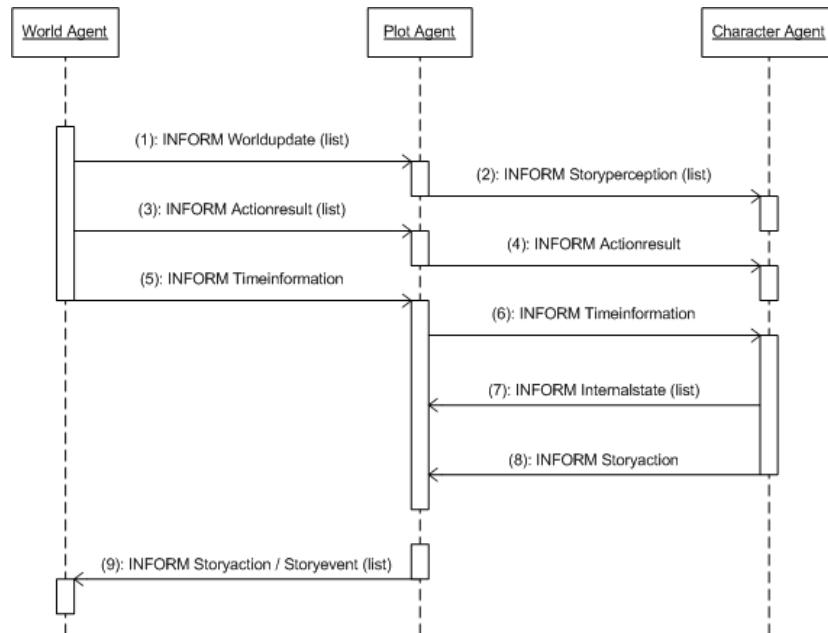 World Agent
Plot Agent
Character Agent
(1): INFORM Worldupdate (list)
(2): INFORM Storyperception (list)
(3): INFORM Actionresult (list)
(4): INFORM Actionresult
(5): INFORM Timeinformation
(6): INFORM Timeinformation
(7): INFORM Internalstate (list)
(8): INFORM Storyaction
(9): INFORM Storyaction / Storyevent (list)